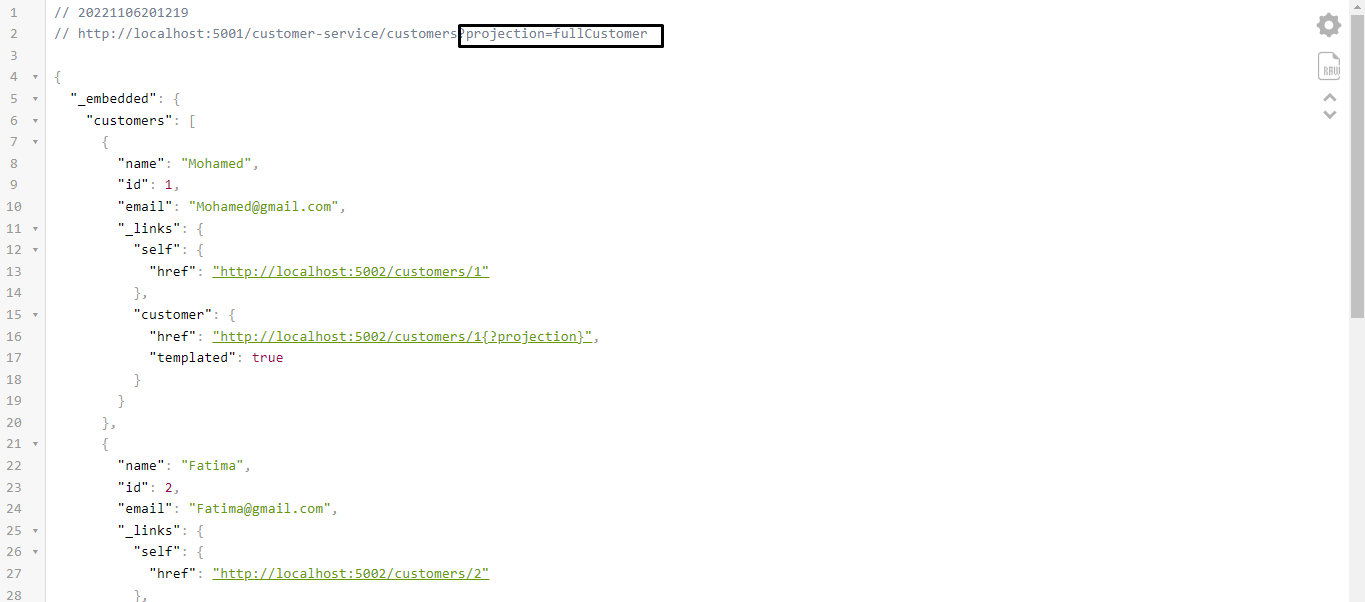 1 // 20221106201219
2 // http://localhost:5001/customer-service/customers?projection=fullCustomer
3
4 {
5   "_embedded": {
6     "customers": [
7       {
8         "name": "Mohamed",
9         "id": 1,
10         "email": "Mohamed@gmail.com",
11         "_links": {
12           "self": {
13             "href": "http://localhost:5002/customers/1"
14           },
15           "customer": {
16             "href": "http://localhost:5002/customers/1{?projection}",
17             "templated": true
18           }
19         }
20       },
21       {
22         "name": "Fatima",
23         "id": 2,
24         "email": "Fatima@gmail.com",
25         "_links": {
26           "self": {
27             "href": "http://localhost:5002/customers/2"
28           },
RAW